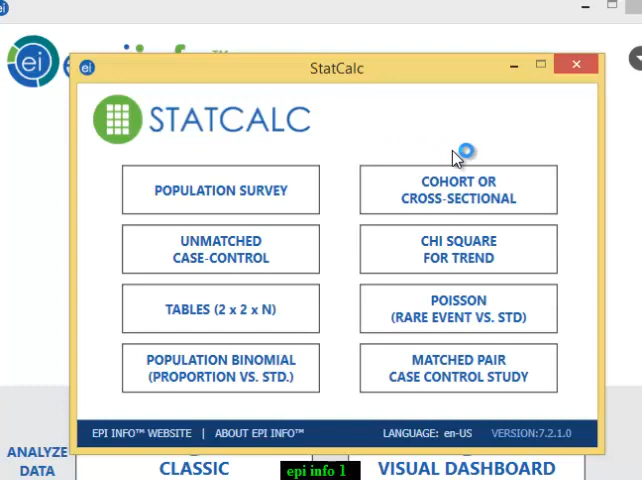 ei
ei
StatCalc
STATCALC
POPULATION SURVEY
COHORT OR
CROSS-SECTIONAL
UNMATCHED
CASE-CONTROL
CHI SQUARE
FOR TREND
TABLES (2 x 2 x N)
POISSON
(RARE EVENT VS. STD)
POPULATION BINOMIAL
(PROPORTION VS. STD.)
MATCHED PAIR
CASE CONTROL STUDY
EPI INFO™ WEBSITE | ABOUT EPI INFO™ LANGUAGE: en-US VERSION:7.2.1.0
ANALYZE
DATA
CLASSIC
VISUAL DASHBOARD
epi info 1